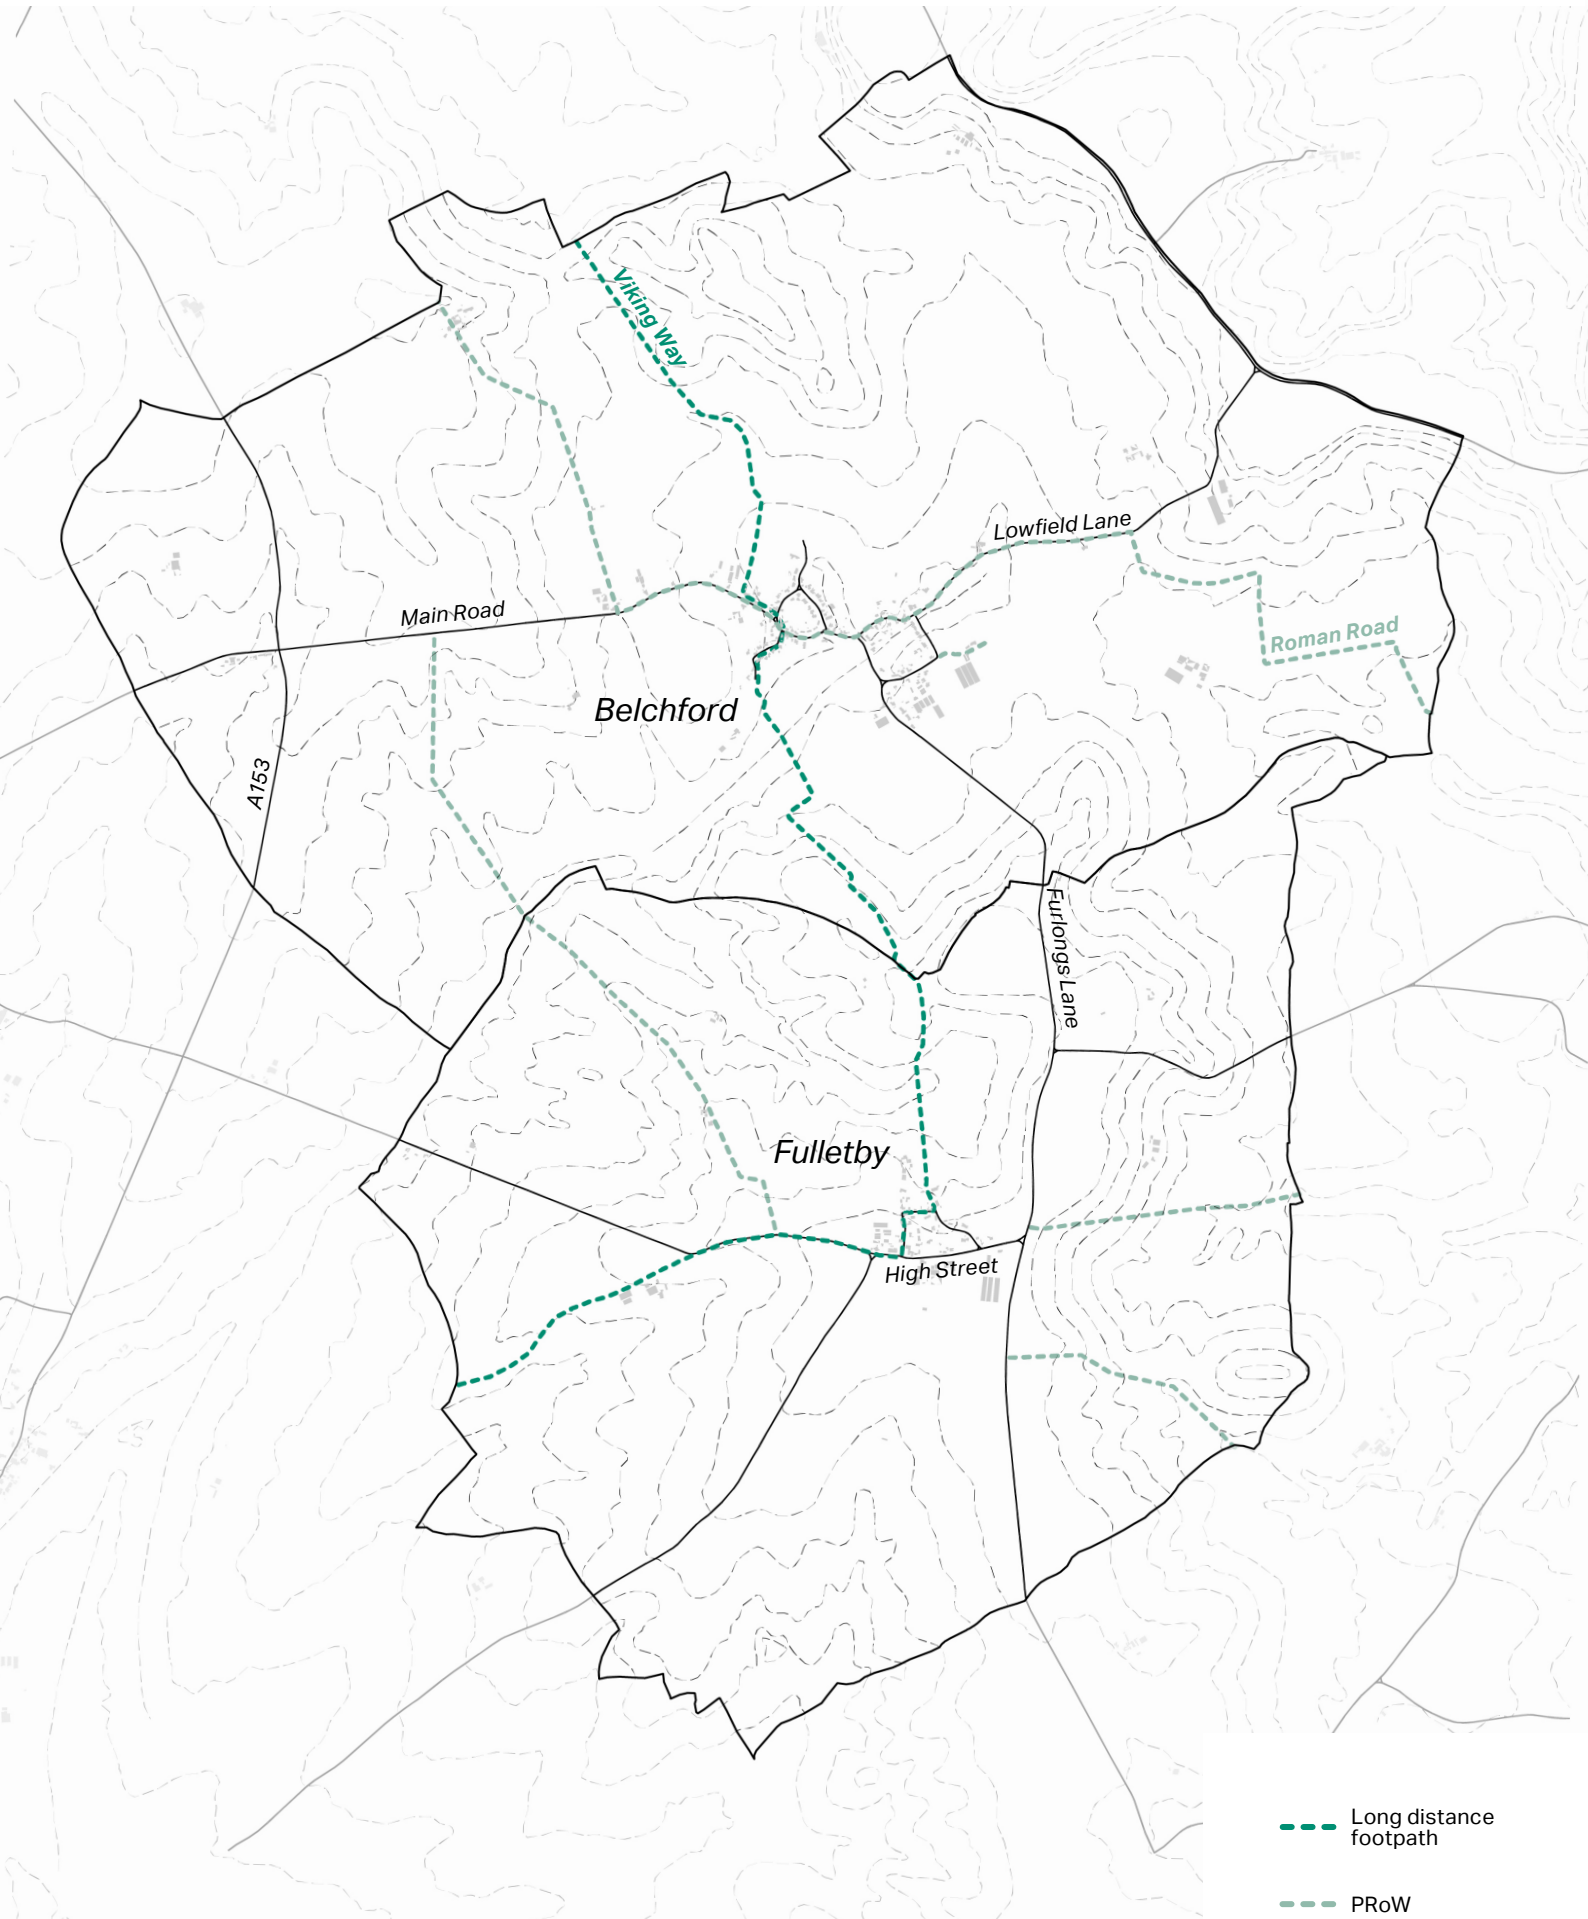 Viking Way
Lowfield Lane
Main Road
Roman Road
Belchford
A153
Furlongs Lane
Fulletby
High Street
Long distance
footpath
PRoW